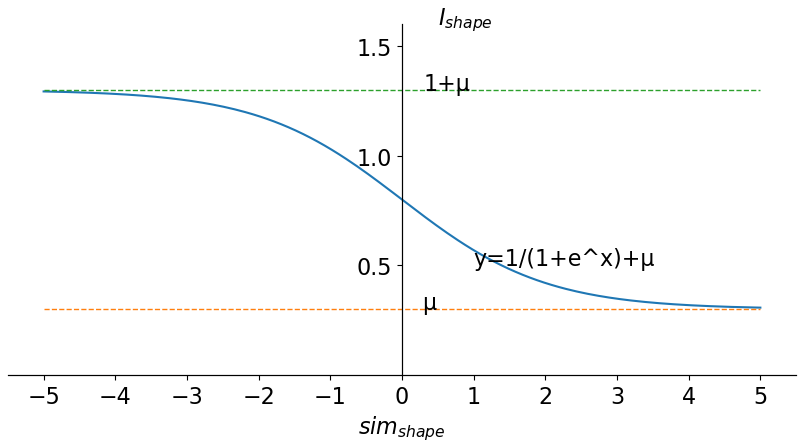 I_shape
1.5
1+μ
1.0
y=1/(1+e^x)+μ
0.5
μ
−5 −4 −3 −2 −1 0 1 2 3 4 5
sim_shape